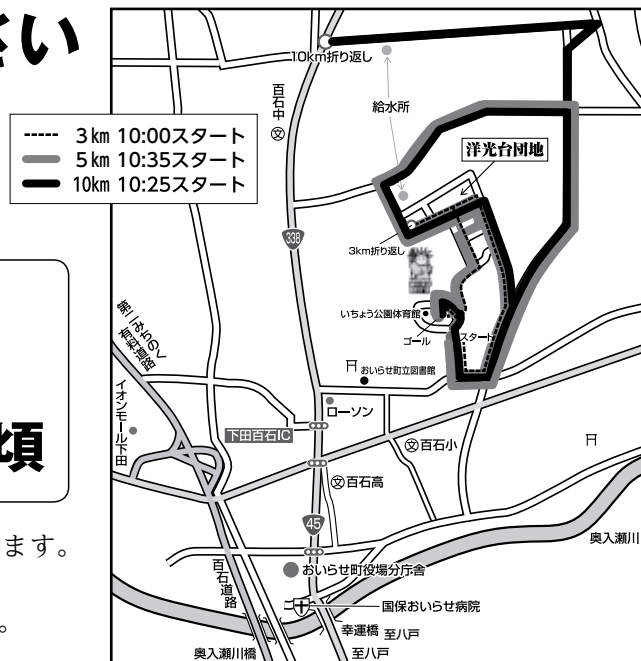 さい
3km 10:00スタート
5km 10:35スタート
10km 10:25スタート
頃
ます。
。
10km折り返し
百石中
文
給水所
洋光台団地
338
3km折り返し
いちょう公園体育館
ゴール
スタート
おいらせ町立図書館
第二みちのく
有料道路
イオンモール下田
ローソン
下田百石IC
文百石小
文百石高
45
奥入瀬川
百石道路
おいらせ町役場分庁舎
国保おいらせ病院
幸運橋
至八戸
奥入瀬川橋
至八戸